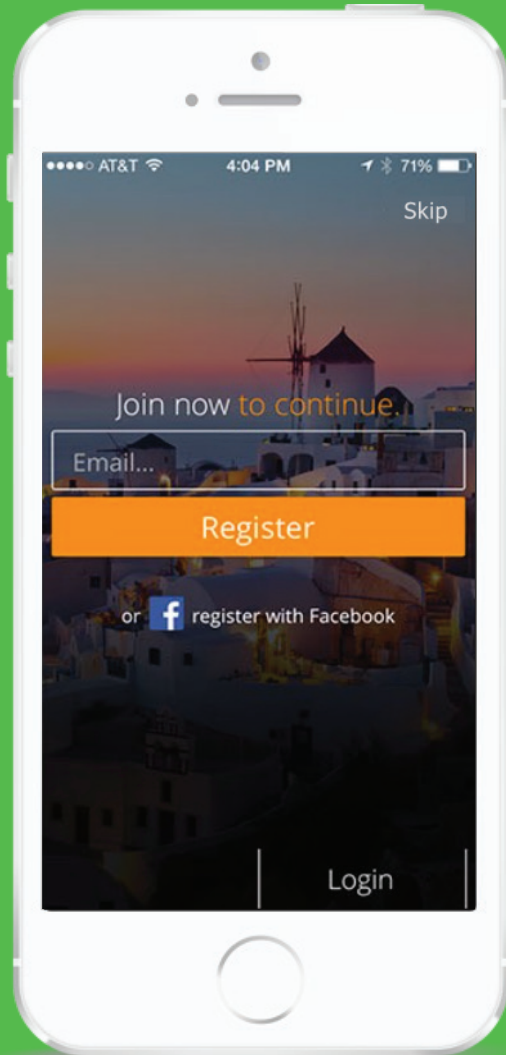 AT&T 4:04 PM 71%
Skip
Join now to continue.
Email...
Register
or f register with Facebook
Login